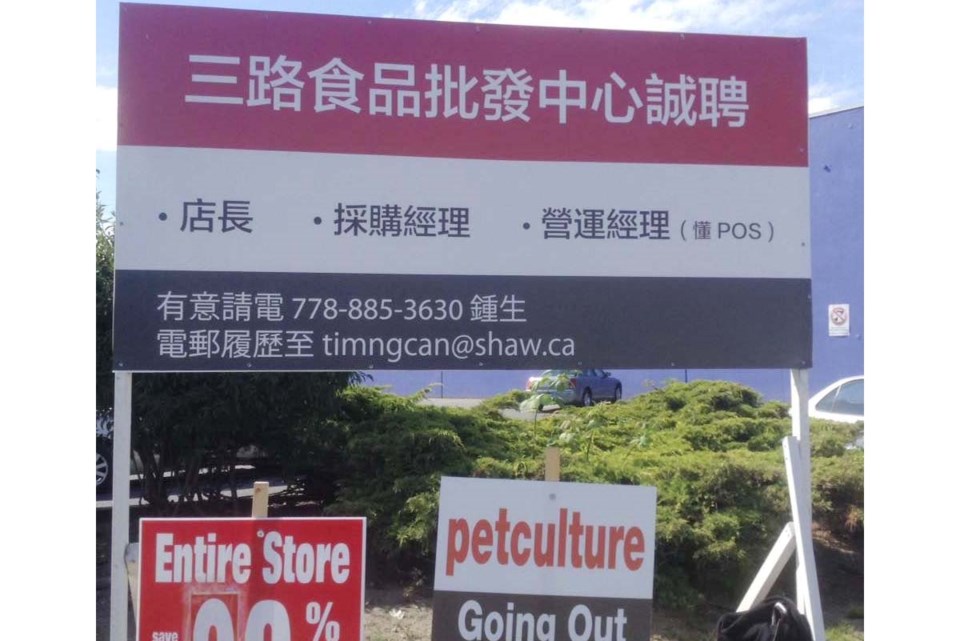 三路食品批發中心誠聘
• 店長 • 採購經理 • 營運經理 ( 懂 POS )
有意請電 778-885-3630 鍾生
電郵履歷至 timngcan@shaw.ca
Entire Store
save %
petculture
Going Out